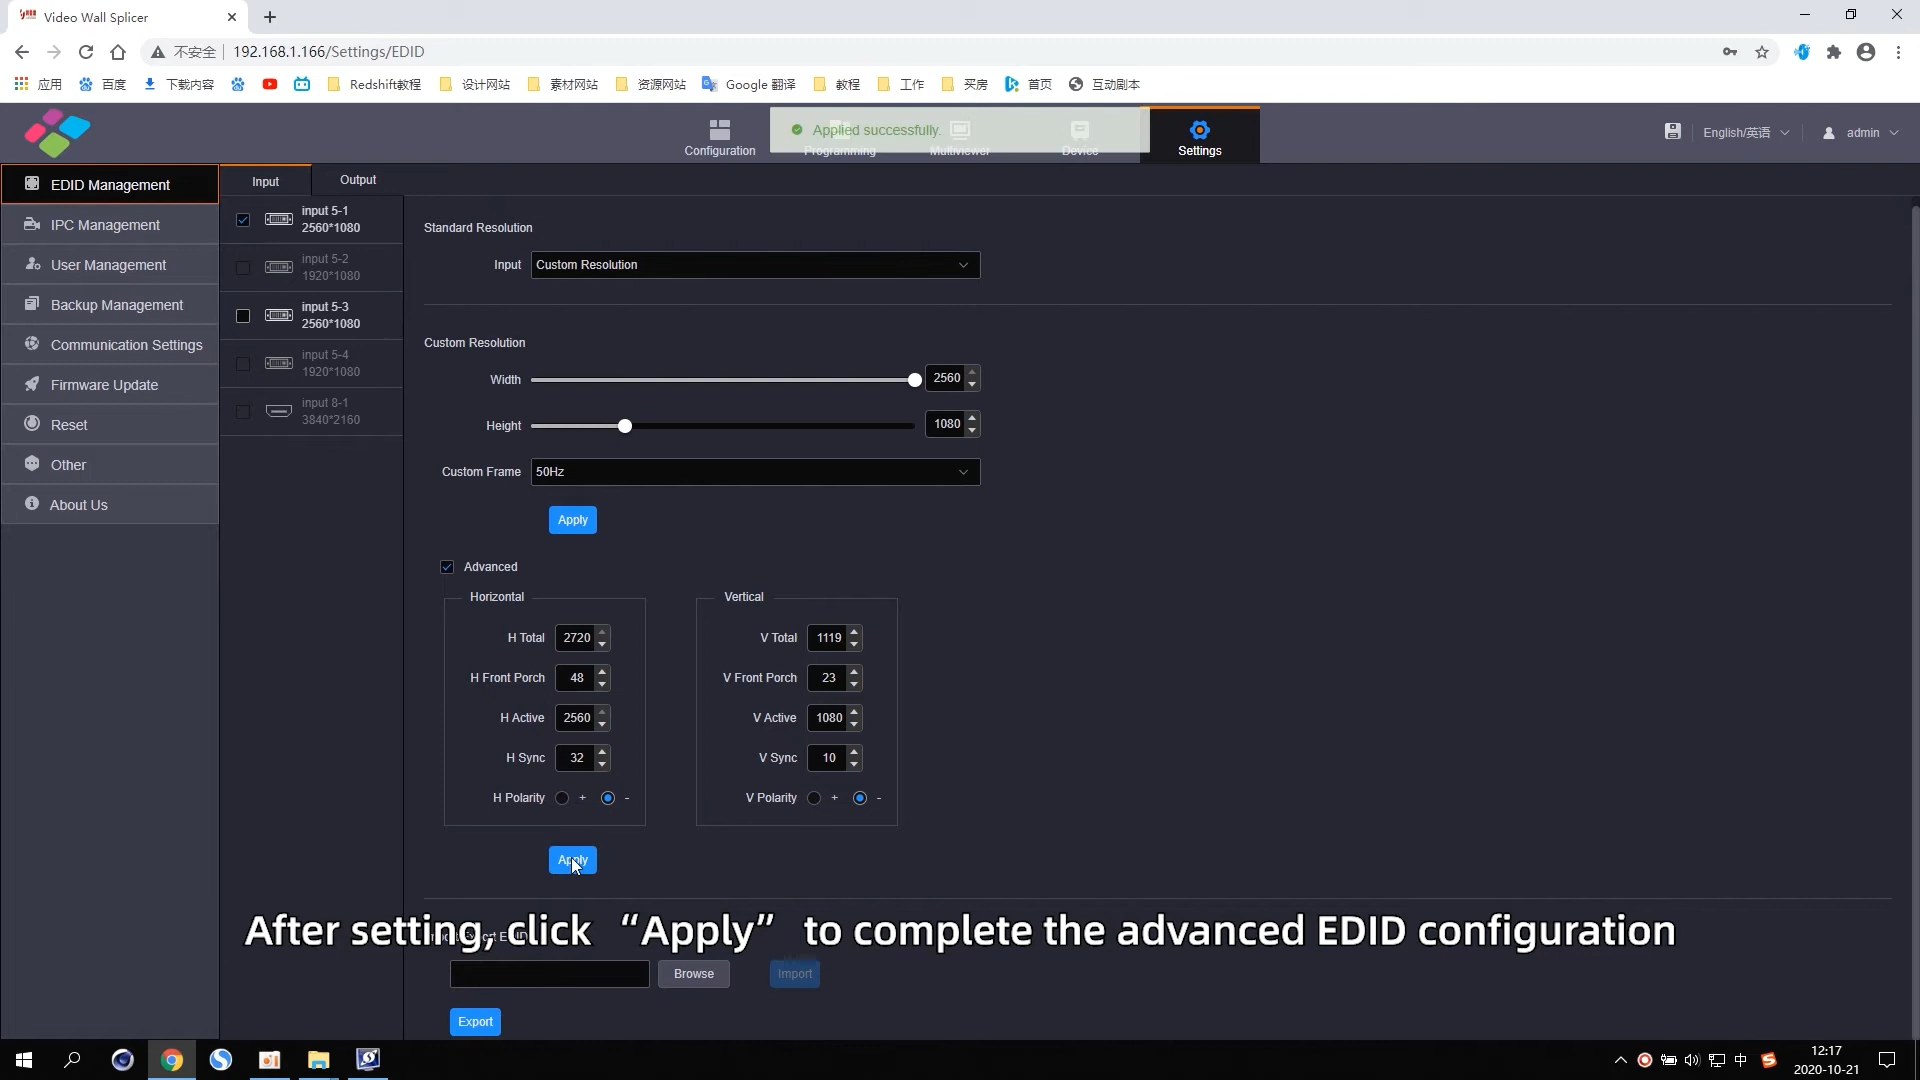 Video Wall Splicer
不安全 192.168.1.166/Settings/EDID
应用 百度 下载内容 Redshift教程 设计网站 素材网站 资源网站 Google 翻译 教程 工作 买房 首页 互动剧本
Applied successfully.
Configuration Programming Multiviewer Device Settings
English/英语 admin
EDID Management
IPC Management
User Management
Backup Management
Communication Settings
Firmware Update
Reset
Other
About Us
Input Output
input 5-1
2560*1080
input 5-2
1920*1080
input 5-3
2560*1080
input 5-4
1920*1080
input 8-1
3840*2160
Standard Resolution
Input Custom Resolution
Custom Resolution
Width 2560
Height 1080
Custom Frame 50Hz
Apply
Advanced
Horizontal
H Total 2720
H Front Porch 48
H Active 2560
H Sync 32
H Polarity + -
Vertical
V Total 1119
V Front Porch 23
V Active 1080
V Sync 10
V Polarity + -
Apply
After setting, click “Apply” to complete the advanced EDID configuration
Browse Import
Export
中
12:17
2020-10-21